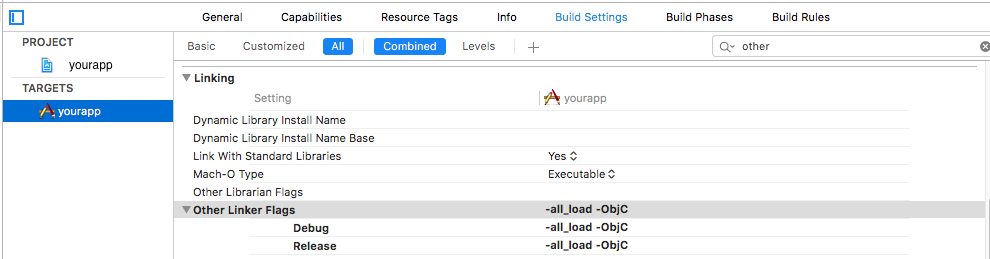 General Capabilities Resource Tags Info Build Settings Build Phases Build Rules
PROJECT
yourapp
TARGETS
yourapp
Basic Customized All Combined Levels + other
Linking
Setting yourapp
Dynamic Library Install Name
Dynamic Library Install Name Base
Link With Standard Libraries Yes
Mach-O Type Executable
Other Librarian Flags
Other Linker Flags -all_load -ObjC
Debug -all_load -ObjC
Release -all_load -ObjC